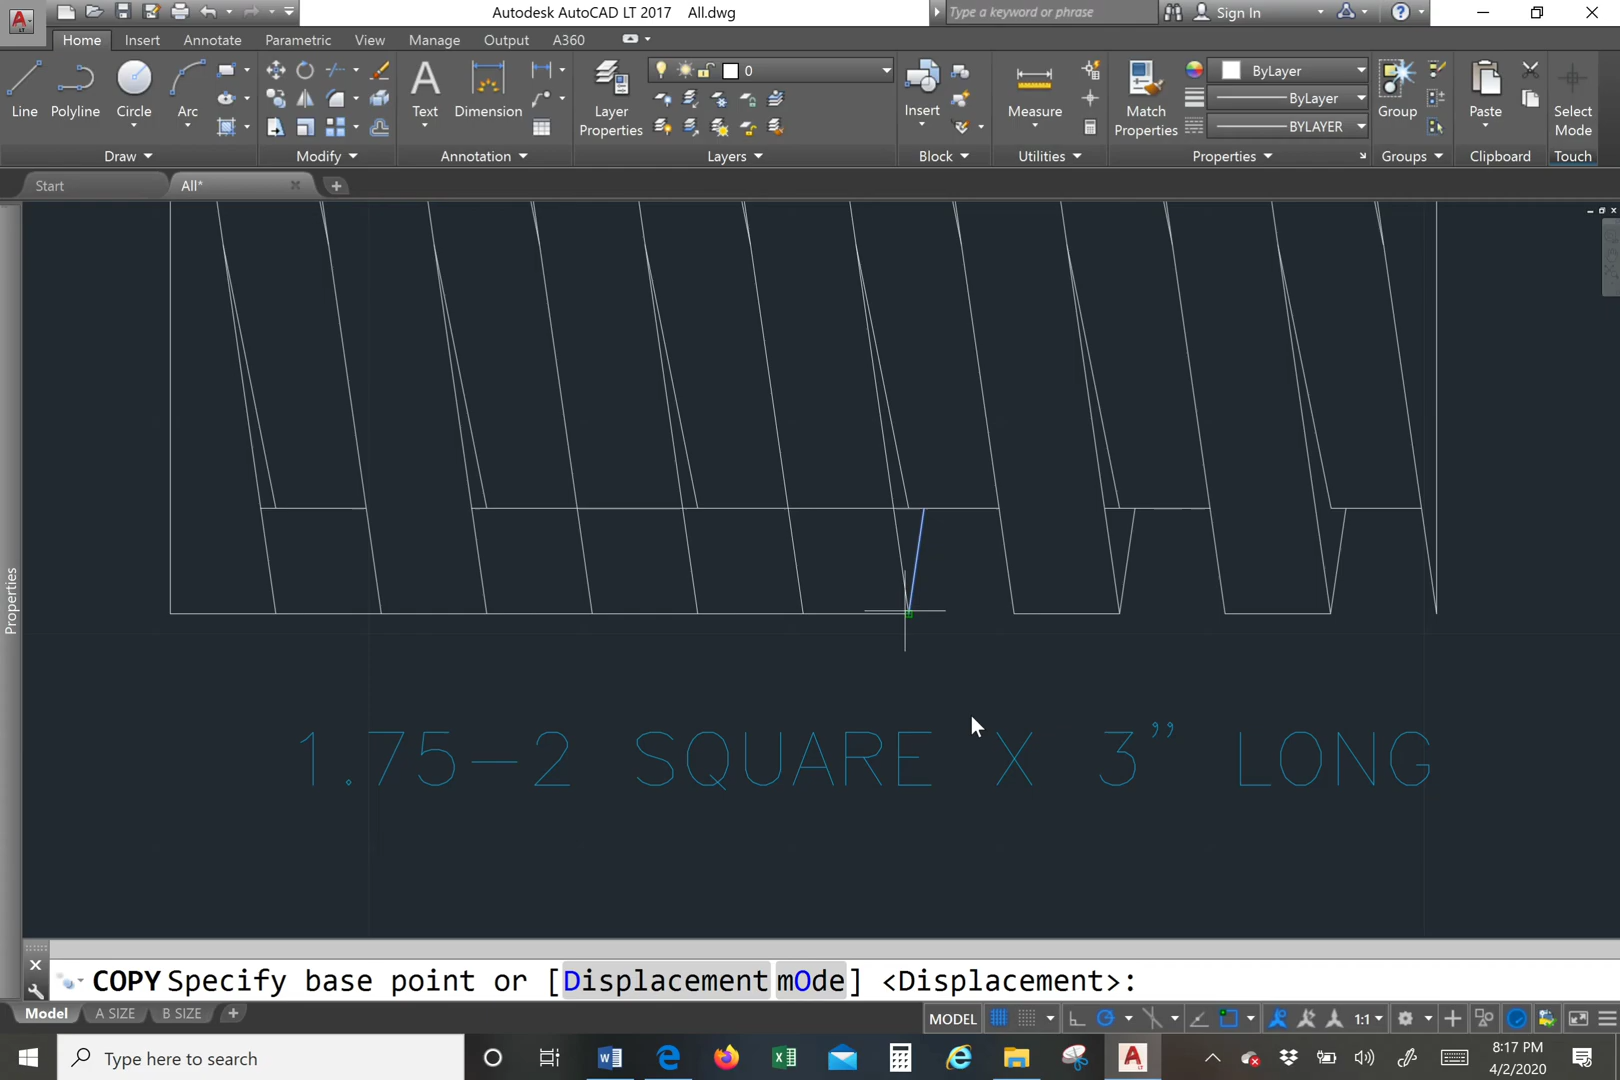 Autodesk AutoCAD LT 2017 All.dwg
Type a keyword or phrase
Sign In
Home Insert Annotate Parametric View Manage Output A360
0
ByLayer
ByLayer
BYLAYER
Line Polyline Circle Arc
Text Dimension
Layer Properties
Insert
Measure
Match Properties
Group
Paste
Select Mode
Draw Modify Annotation Layers Block Utilities Properties Groups Clipboard Touch
Start All*
Properties
1.75-2 SQUARE X 3" LONG
COPY Specify base point or [Displacement mOde] <Displacement>:
Model A SIZE B SIZE
MODEL 1:1
Type here to search
8:17 PM
4/2/2020